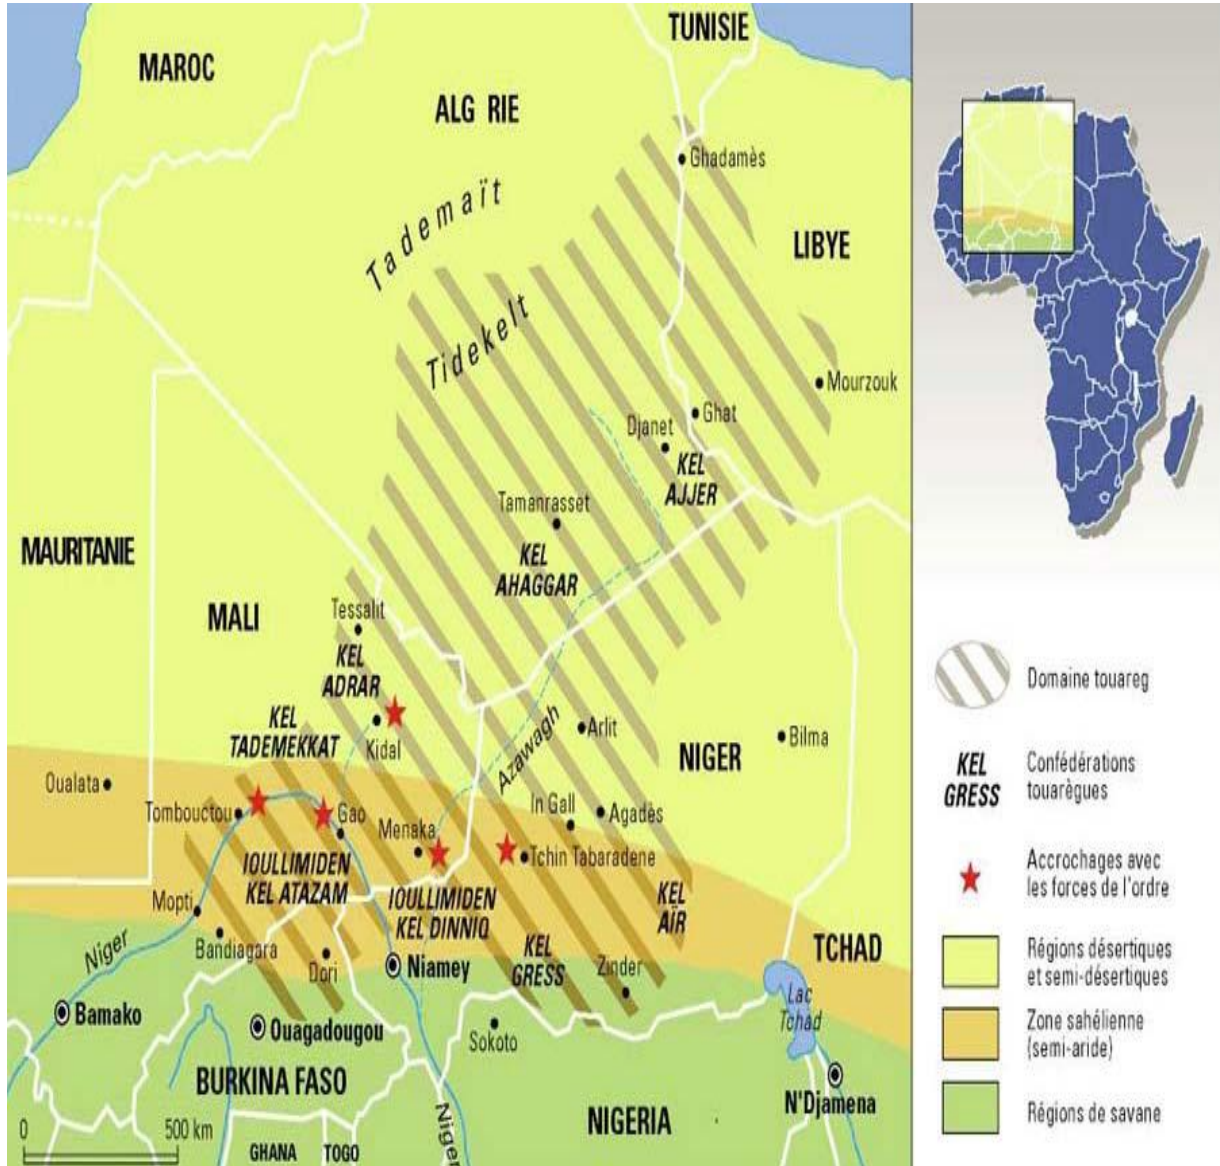 TUNISIE
MAROC
ALG RIE
Ghadamès
Tademaït
LIBYE
Tidekelt
Mourzouk
Ghat
Djanet
KEL
AJJER
Tamanrasset
KEL
AHAGGAR
MAURITANIE
MALI
Tessalit
KEL
ADRAR
KEL
TADEMEKKAT
Kidal
Azawagh
Arlit
NIGER
Bilma
Oualata
Tombouctou
Gao
Menaka
In Gall
Agadès
Tchin Tabaradene
IOULLIMIDEN
KEL ATAZAM
IOULLIMIDEN
KEL DINNIQ
KEL
AÏR
Mopti
Niger
Bandiagara
Dori
Niamey
KEL
GRESS
Zinder
TCHAD
Lac
Tchad
Bamako
Ouagadougou
Sokoto
BURKINA FASO
Niger
NIGERIA
N'Djamena
0
500 km
GHANA
TOGO
Domaine touareg
KEL
GRESS
Confédérations
touarègues
Accrochages avec
les forces de l'ordre
Régions désertiques
et semi-désertiques
Zone sahélienne
(semi-aride)
Régions de savane